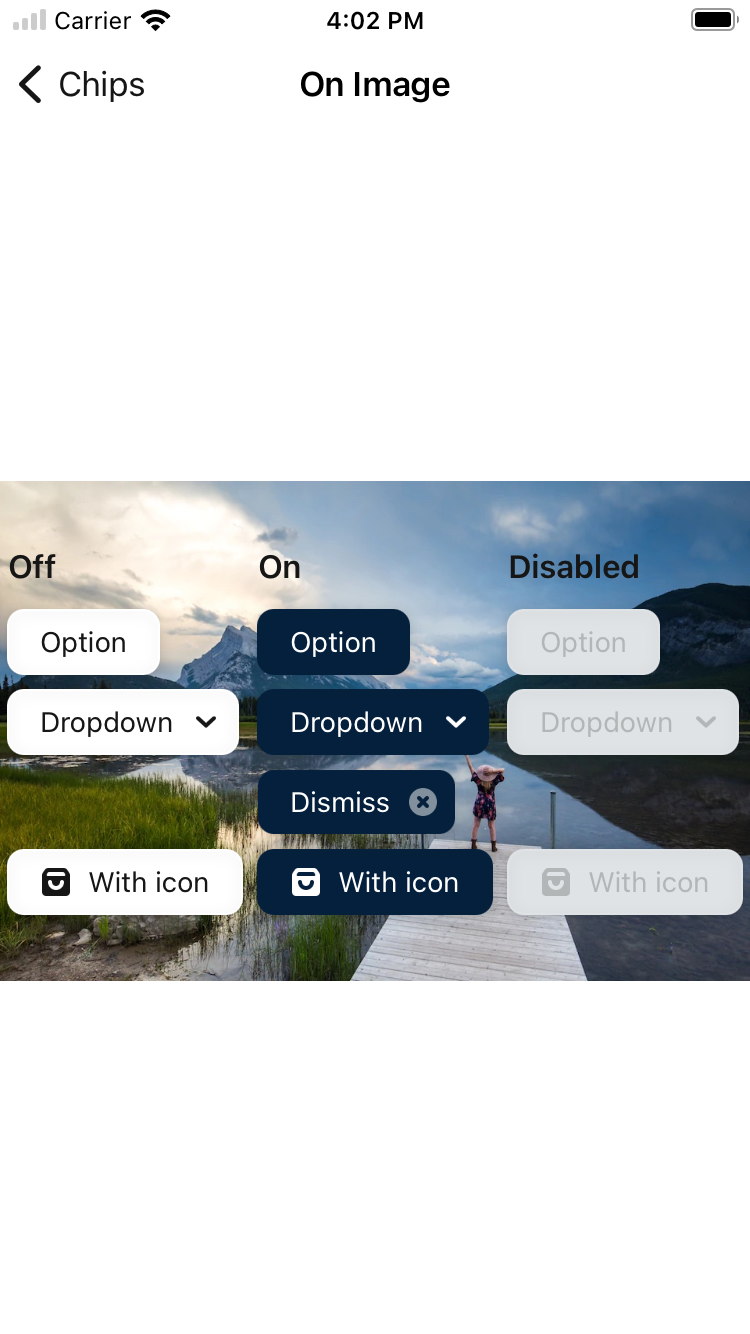 Carrier 4:02 PM
Chips On Image
Off On Disabled
Option Option Option
Dropdown Dropdown Dropdown
Dismiss
With icon With icon With icon